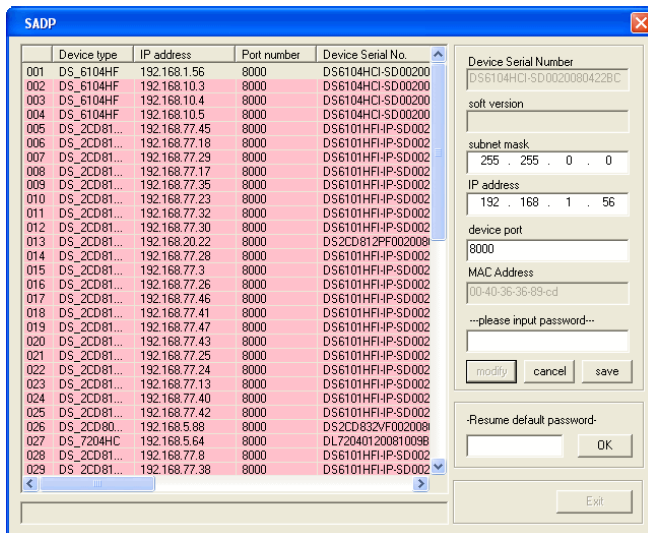 SADP
Device type IP address Port number Device Serial No.
001 DS_6104HF 192.168.1.56 8000 DS6104HCI-SD00200
002 DS_6104HF 192.168.10.3 8000 DS6104HCI-SD00200
003 DS_6104HF 192.168.10.4 8000 DS6104HCI-SD00200
004 DS_6104HF 192.168.10.5 8000 DS6104HCI-SD00200
005 DS_2CD81... 192.168.77.45 8000 DS6101HFI-IP-SD002
006 DS_2CD81... 192.168.77.18 8000 DS6101HFI-IP-SD002
007 DS_2CD81... 192.168.77.29 8000 DS6101HFI-IP-SD002
008 DS_2CD81... 192.168.77.17 8000 DS6101HFI-IP-SD002
009 DS_2CD81... 192.168.77.35 8000 DS6101HFI-IP-SD002
010 DS_2CD81... 192.168.77.23 8000 DS6101HFI-IP-SD002
011 DS_2CD81... 192.168.77.32 8000 DS6101HFI-IP-SD002
012 DS_2CD81... 192.168.77.30 8000 DS6101HFI-IP-SD002
013 DS_2CD81... 192.168.20.22 8000 DS2CD812PF002008
014 DS_2CD81... 192.168.77.28 8000 DS6101HFI-IP-SD002
015 DS_2CD81... 192.168.77.3 8000 DS6101HFI-IP-SD002
016 DS_2CD81... 192.168.77.26 8000 DS6101HFI-IP-SD002
017 DS_2CD81... 192.168.77.46 8000 DS6101HFI-IP-SD002
018 DS_2CD81... 192.168.77.41 8000 DS6101HFI-IP-SD002
019 DS_2CD81... 192.168.77.47 8000 DS6101HFI-IP-SD002
020 DS_2CD81... 192.168.77.43 8000 DS6101HFI-IP-SD002
021 DS_2CD81... 192.168.77.25 8000 DS6101HFI-IP-SD002
022 DS_2CD81... 192.168.77.24 8000 DS6101HFI-IP-SD002
023 DS_2CD81... 192.168.77.13 8000 DS6101HFI-IP-SD002
024 DS_2CD81... 192.168.77.40 8000 DS6101HFI-IP-SD002
025 DS_2CD81... 192.168.77.42 8000 DS6101HFI-IP-SD002
026 DS_2CD80... 192.168.5.88 8000 DS2CD832VF002008
027 DS_7204HC 192.168.5.64 8000 DL72040120081009B
028 DS_2CD81... 192.168.77.8 8000 DS6101HFI-IP-SD002
029 DS_2CD81... 192.168.77.38 8000 DS6101HFI-IP-SD002
Device Serial Number
DS6104HCI-SD0020080422BC
soft version
subnet mask
255 . 255 . 0 . 0
IP address
192 . 168 . 1 . 56
device port
8000
MAC Address
00-40-36-36-89-cd
---please input password---
modify cancel save
-Resume default password-
OK
Exit